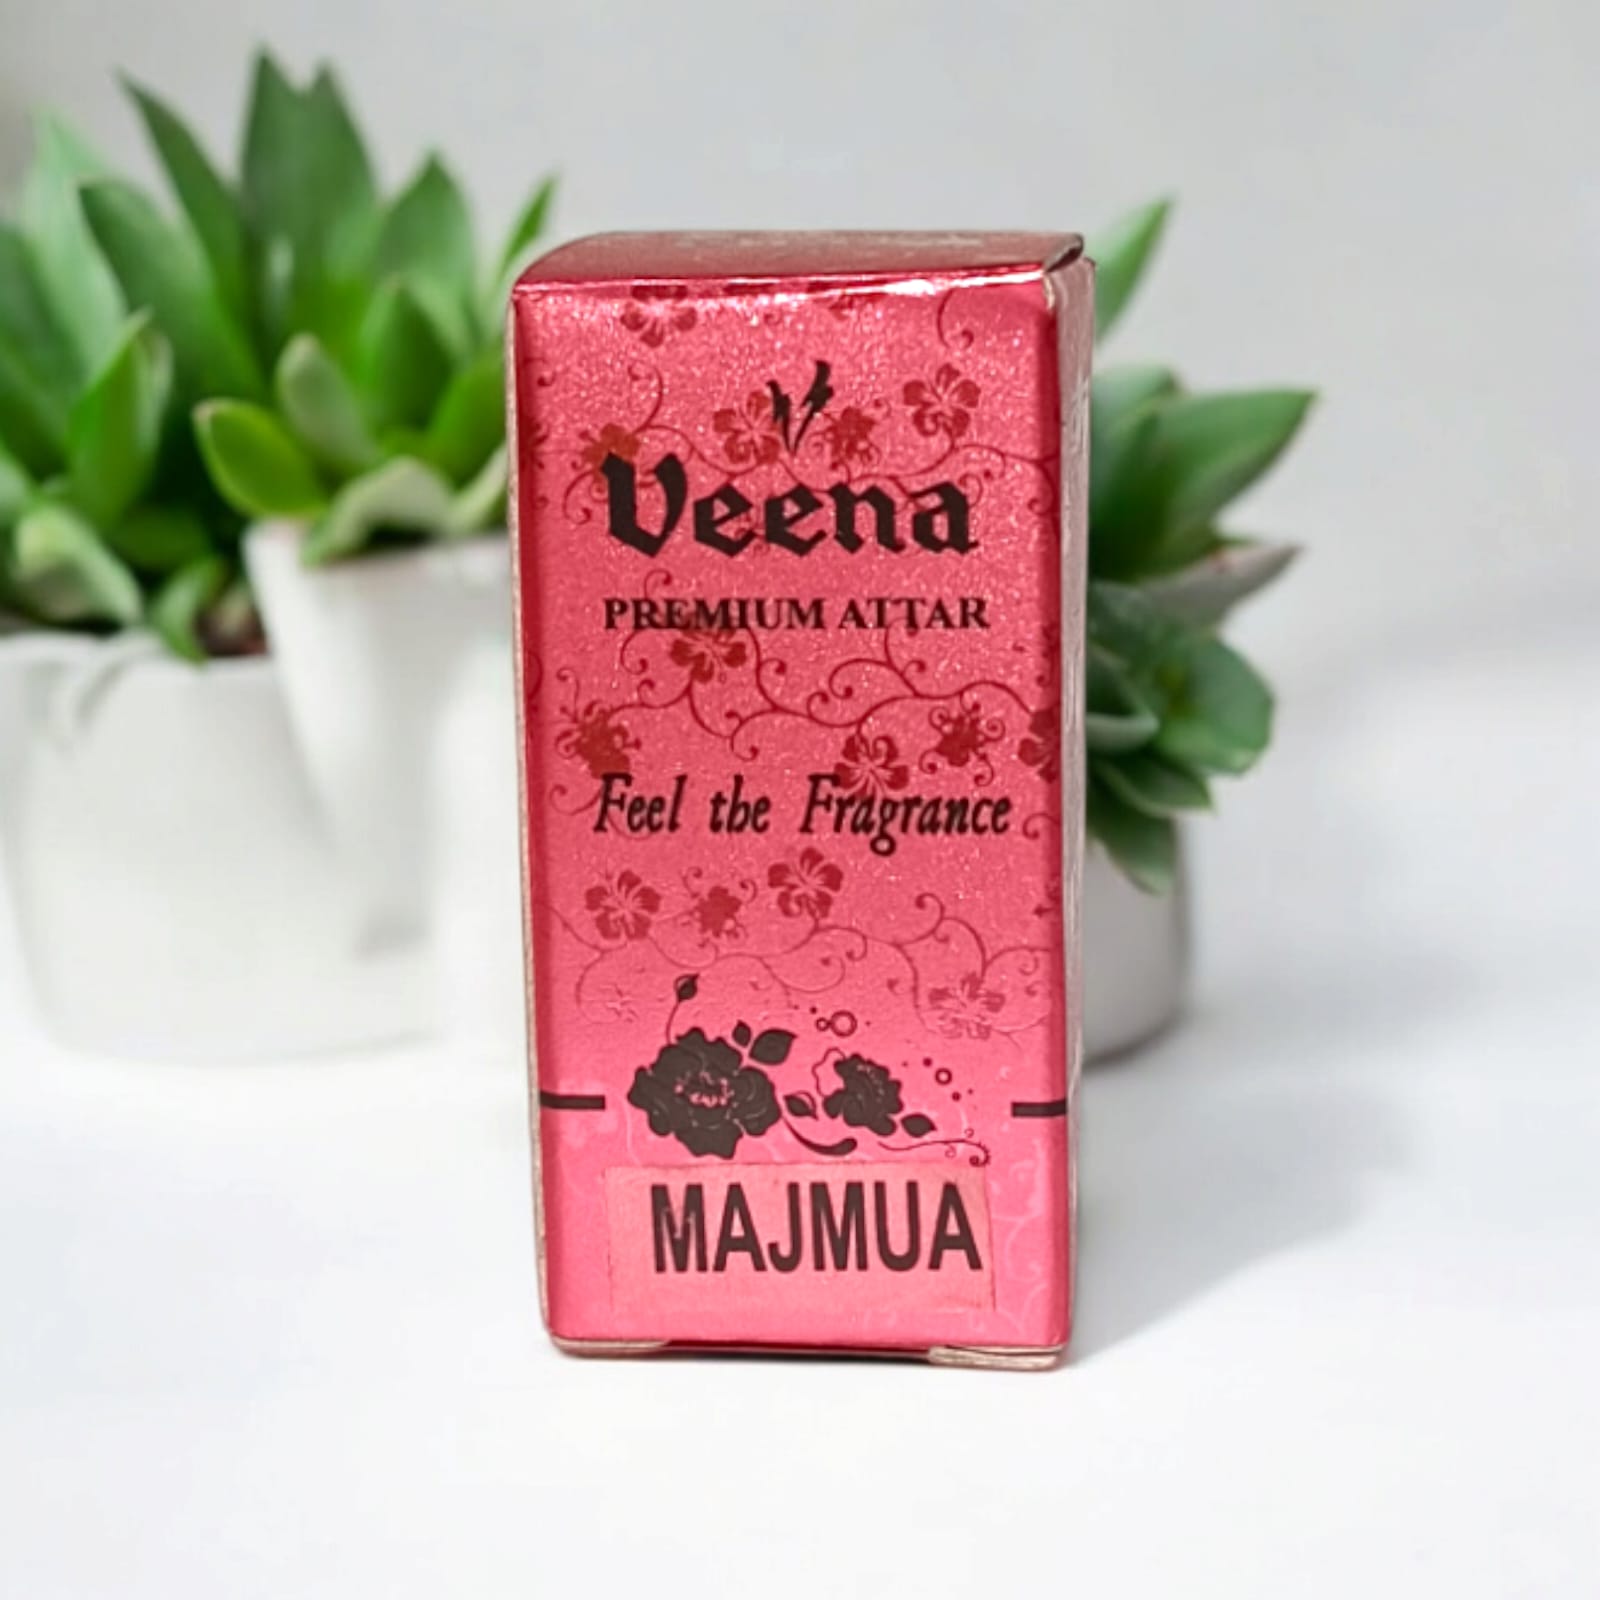 Veena
PREMIUM ATTAR
Feel the Fragrance
MAJMUA